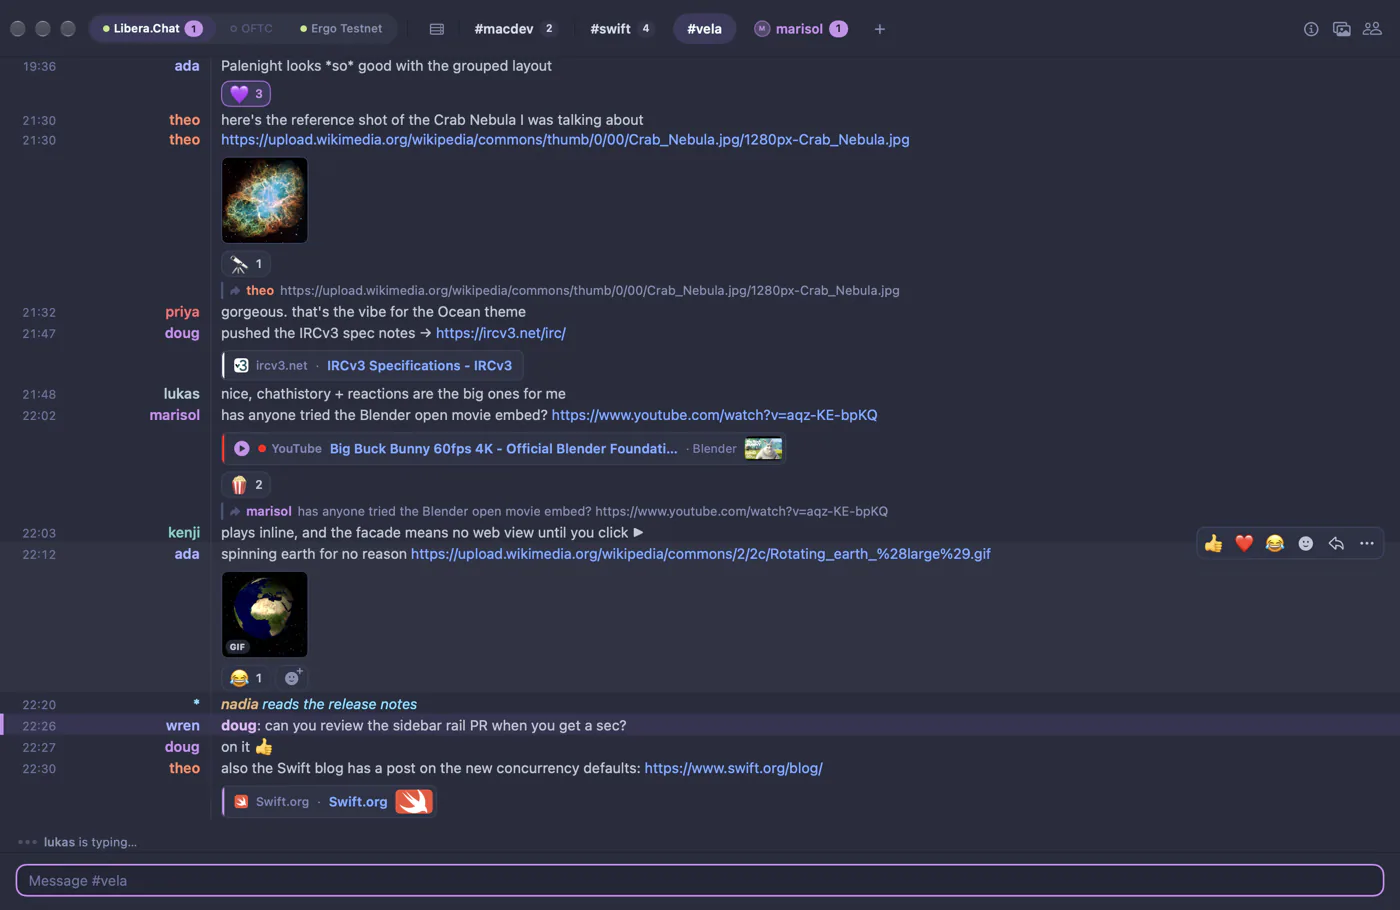 Libera.Chat 1 OFTC Ergo Testnet #macdev 2 #swift 4 #vela M marisol 1 +
19:36 ada Palenight looks *so* good with the grouped layout
3
21:30 theo here's the reference shot of the Crab Nebula I was talking about
21:30 theo https://upload.wikimedia.org/wikipedia/commons/thumb/0/00/Crab_Nebula.jpg/1280px-Crab_Nebula.jpg
1
theo https://upload.wikimedia.org/wikipedia/commons/thumb/0/00/Crab_Nebula.jpg/1280px-Crab_Nebula.jpg
21:32 priya gorgeous. that's the vibe for the Ocean theme
21:47 doug pushed the IRCv3 spec notes → https://ircv3.net/irc/
ircv3.net · IRCv3 Specifications - IRCv3
21:48 lukas nice, chathistory + reactions are the big ones for me
22:02 marisol has anyone tried the Blender open movie embed? https://www.youtube.com/watch?v=aqz-KE-bpKQ
YouTube Big Buck Bunny 60fps 4K - Official Blender Foundati... · Blender
2
marisol has anyone tried the Blender open movie embed? https://www.youtube.com/watch?v=aqz-KE-bpKQ
22:03 kenji plays inline, and the facade means no web view until you click ▶
22:12 ada spinning earth for no reason https://upload.wikimedia.org/wikipedia/commons/2/2c/Rotating_earth_%28large%29.gif
GIF
😂 1
22:20 * nadia reads the release notes
22:26 wren doug: can you review the sidebar rail PR when you get a sec?
22:27 doug on it 👍
22:30 theo also the Swift blog has a post on the new concurrency defaults: https://www.swift.org/blog/
Swift.org · Swift.org
lukas is typing...
Message #vela